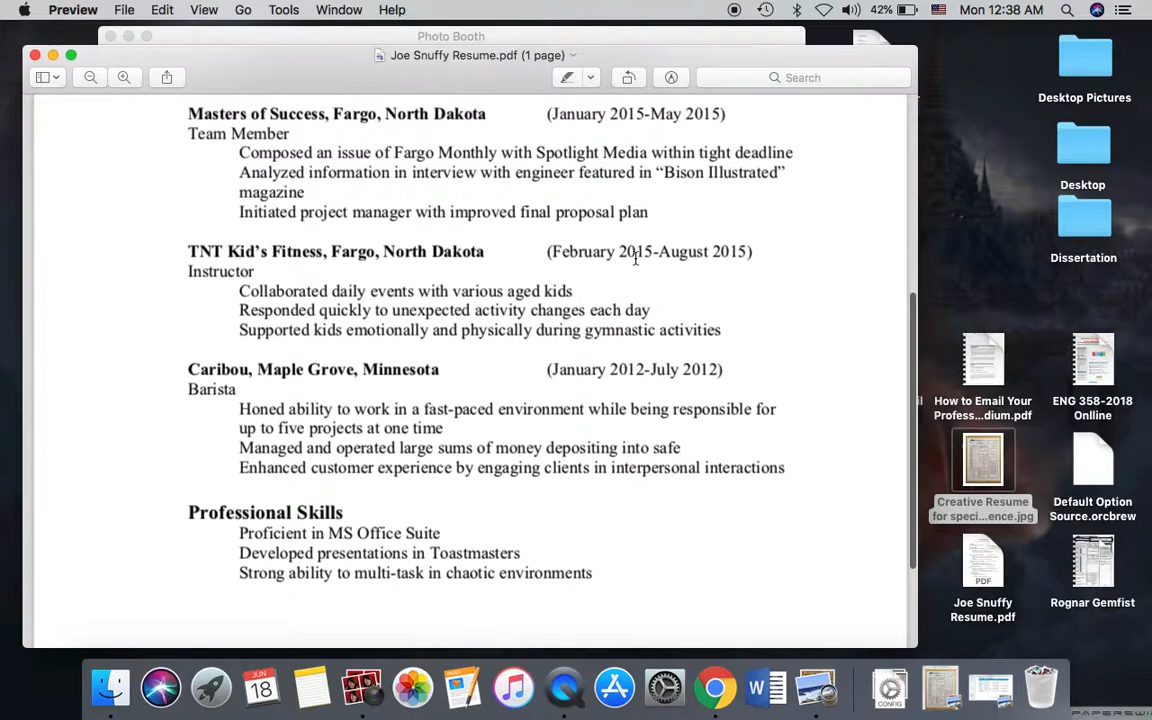 Preview File Edit View Go Tools Window Help 42% Mon 12:38 AM
Photo Booth
Joe Snuffy Resume.pdf (1 page)
Search
Masters of Success, Fargo, North Dakota (January 2015-May 2015)
Team Member
Composed an issue of Fargo Monthly with Spotlight Media within tight deadline
Analyzed information in interview with engineer featured in “Bison Illustrated”
magazine
Initiated project manager with improved final proposal plan
TNT Kid’s Fitness, Fargo, North Dakota (February 2015-August 2015)
Instructor
Collaborated daily events with various aged kids
Responded quickly to unexpected activity changes each day
Supported kids emotionally and physically during gymnastic activities
Caribou, Maple Grove, Minnesota (January 2012-July 2012)
Barista
Honed ability to work in a fast-paced environment while being responsible for
up to five projects at one time
Managed and operated large sums of money depositing into safe
Enhanced customer experience by engaging clients in interpersonal interactions
Professional Skills
Proficient in MS Office Suite
Developed presentations in Toastmasters
Strong ability to multi-task in chaotic environments
Desktop Pictures
Desktop
Dissertation
How to Email Your
Profess...dium.pdf
ENG 358-2018
Online
Creative Resume
for speci...ence.jpg
Default Option
Source.orcbrew
PDF
Joe Snuffy
Resume.pdf
Rognar Gemfist
JUN
18
CONFIG